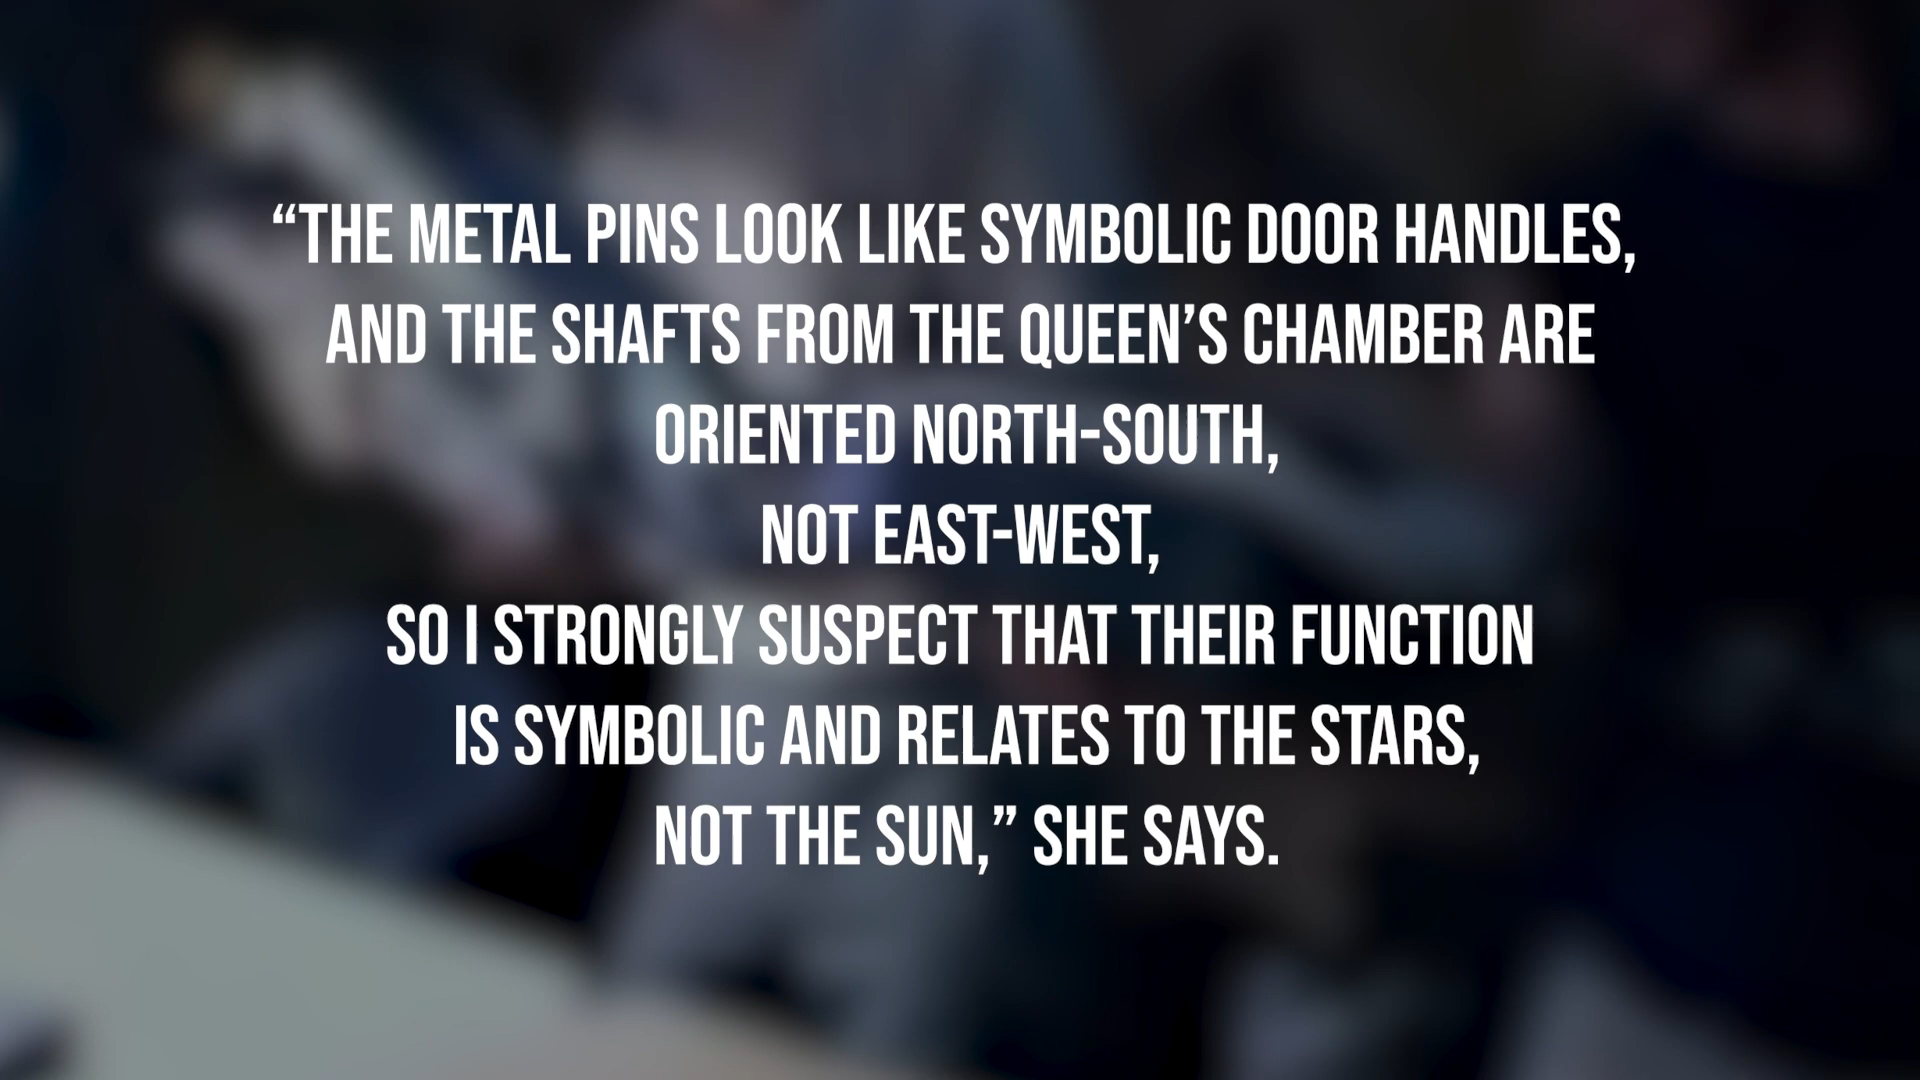 “THE METAL PINS LOOK LIKE SYMBOLIC DOOR HANDLES,
AND THE SHAFTS FROM THE QUEEN’S CHAMBER ARE
ORIENTED NORTH-SOUTH,
NOT EAST-WEST,
SO I STRONGLY SUSPECT THAT THEIR FUNCTION
IS SYMBOLIC AND RELATES TO THE STARS,
NOT THE SUN,” SHE SAYS.